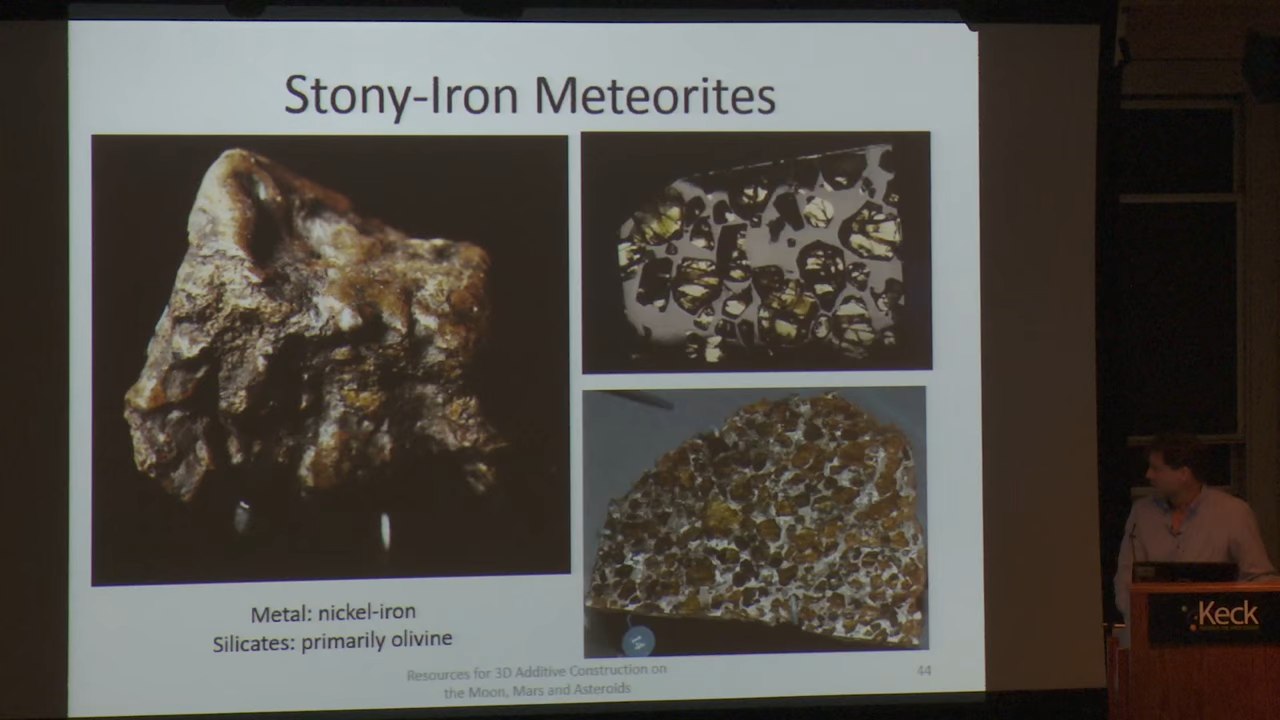 Stony-Iron Meteorites
Metal: nickel-iron
Silicates: primarily olivine
Resources for 3D Additive Construction on
the Moon, Mars and Asteroids
44
Keck